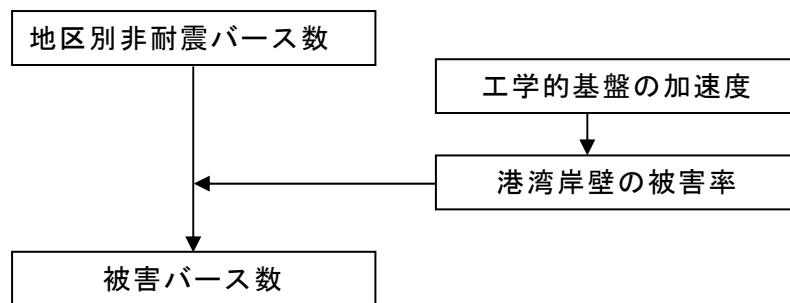 地区別非耐震バース数
工学的基盤の加速度
港湾岸壁の被害率
被害バース数